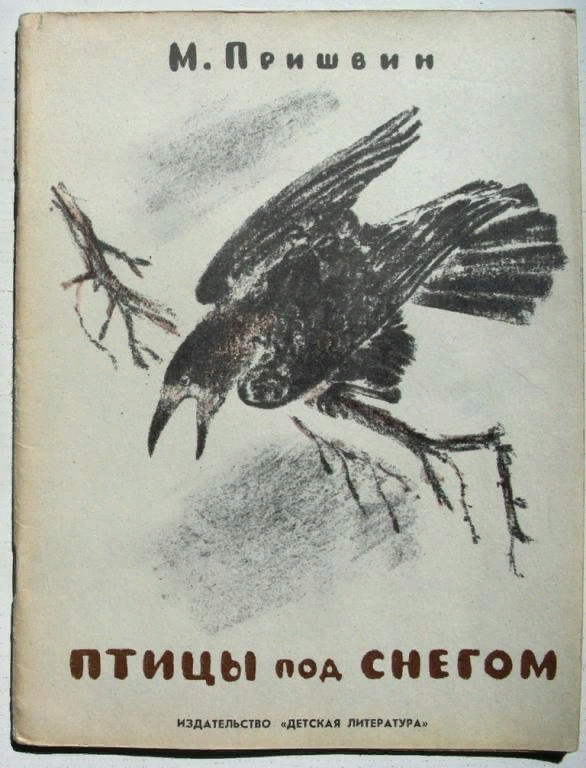 М. Пришвин
ПТИЦЫ ПОД СНЕГОМ
ИЗДАТЕЛЬСТВО «ДЕТСКАЯ ЛИТЕРАТУРА»